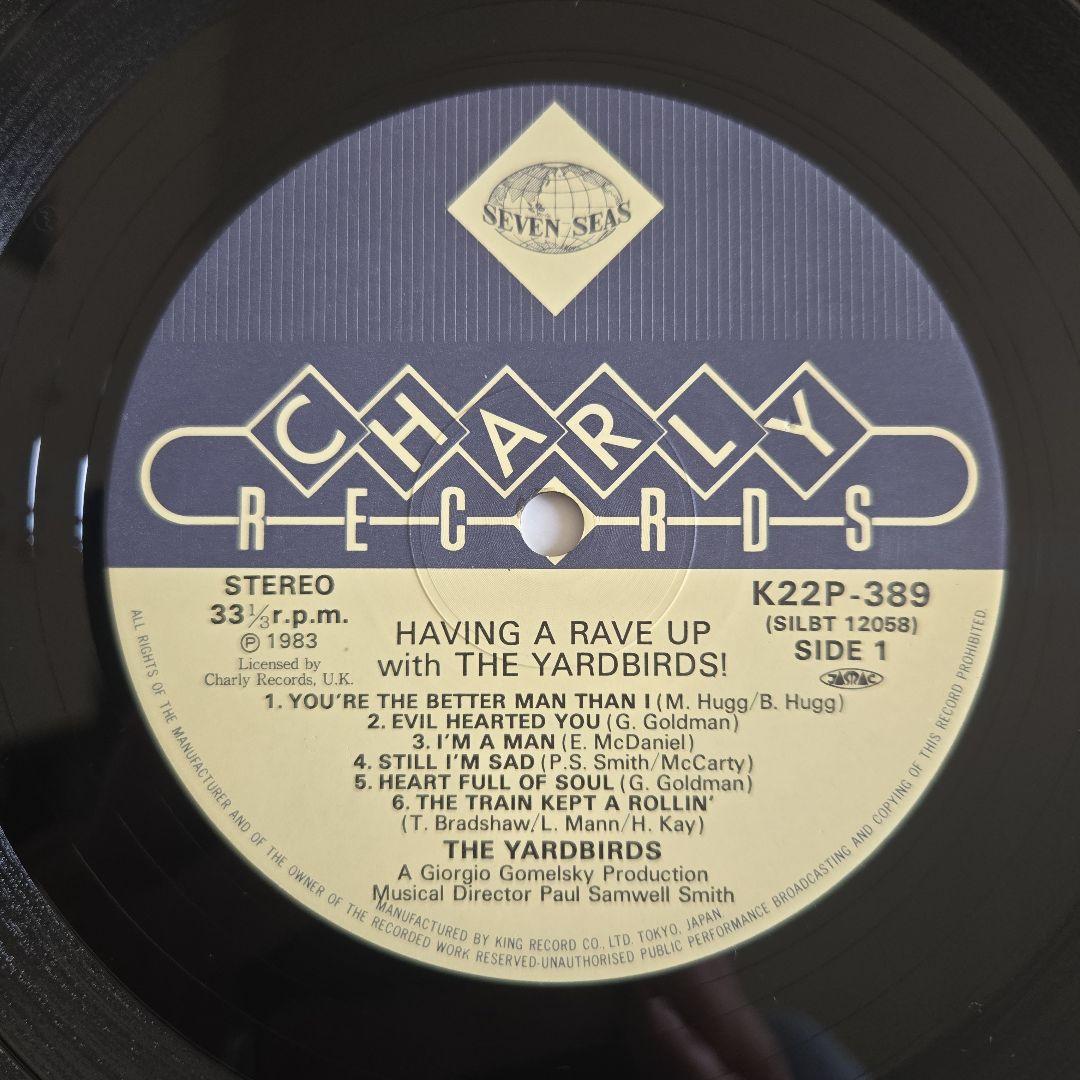 SEVEN SEAS
CHARLY
RECORDS
STEREO
33 1/3 r.p.m.
℗ 1983
Licensed by
Charly Records, U.K.
K22P-389
(SILBT 12058)
SIDE 1
JASRAC
HAVING A RAVE UP
with THE YARDBIRDS!
1. YOU'RE THE BETTER MAN THAN I (M. Hugg/B. Hugg)
2. EVIL HEARTED YOU (G. Goldman)
3. I'M A MAN (E. McDaniel)
4. STILL I'M SAD (P.S. Smith/McCarty)
5. HEART FULL OF SOUL (G. Goldman)
6. THE TRAIN KEPT A ROLLIN'
(T. Bradshaw/L. Mann/H. Kay)
THE YARDBIRDS
A Giorgio Gomelsky Production
Musical Director Paul Samwell Smith
MANUFACTURED BY KING RECORD CO., LTD. TOKYO, JAPAN.
ALL RIGHTS OF THE MANUFACTURER AND OF THE OWNER OF THE RECORDED WORK RESERVED-UNAUTHORISED PUBLIC PERFORMANCE BROADCASTING AND COPYING OF THIS RECORD PROHIBITED.